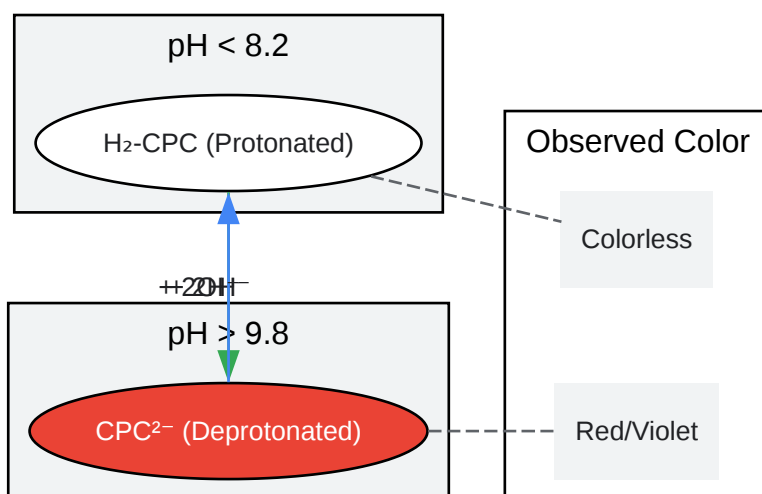 pH < 8.2
H₂-CPC (Protonated)
Observed Color
Colorless
pH > 9.8
CPC²⁻ (Deprotonated)
Red/Violet